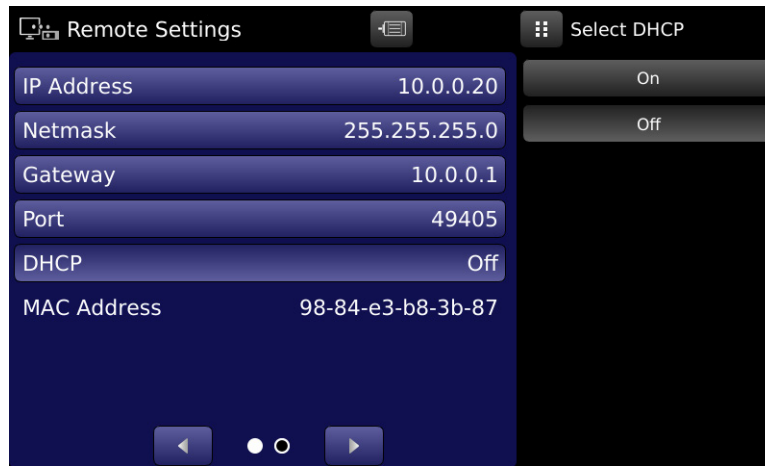 Remote Settings
Select DHCP
IP Address 10.0.0.20
Netmask 255.255.255.0
Gateway 10.0.0.1
Port 49405
DHCP Off
MAC Address 98-84-e3-b8-3b-87
On
Off